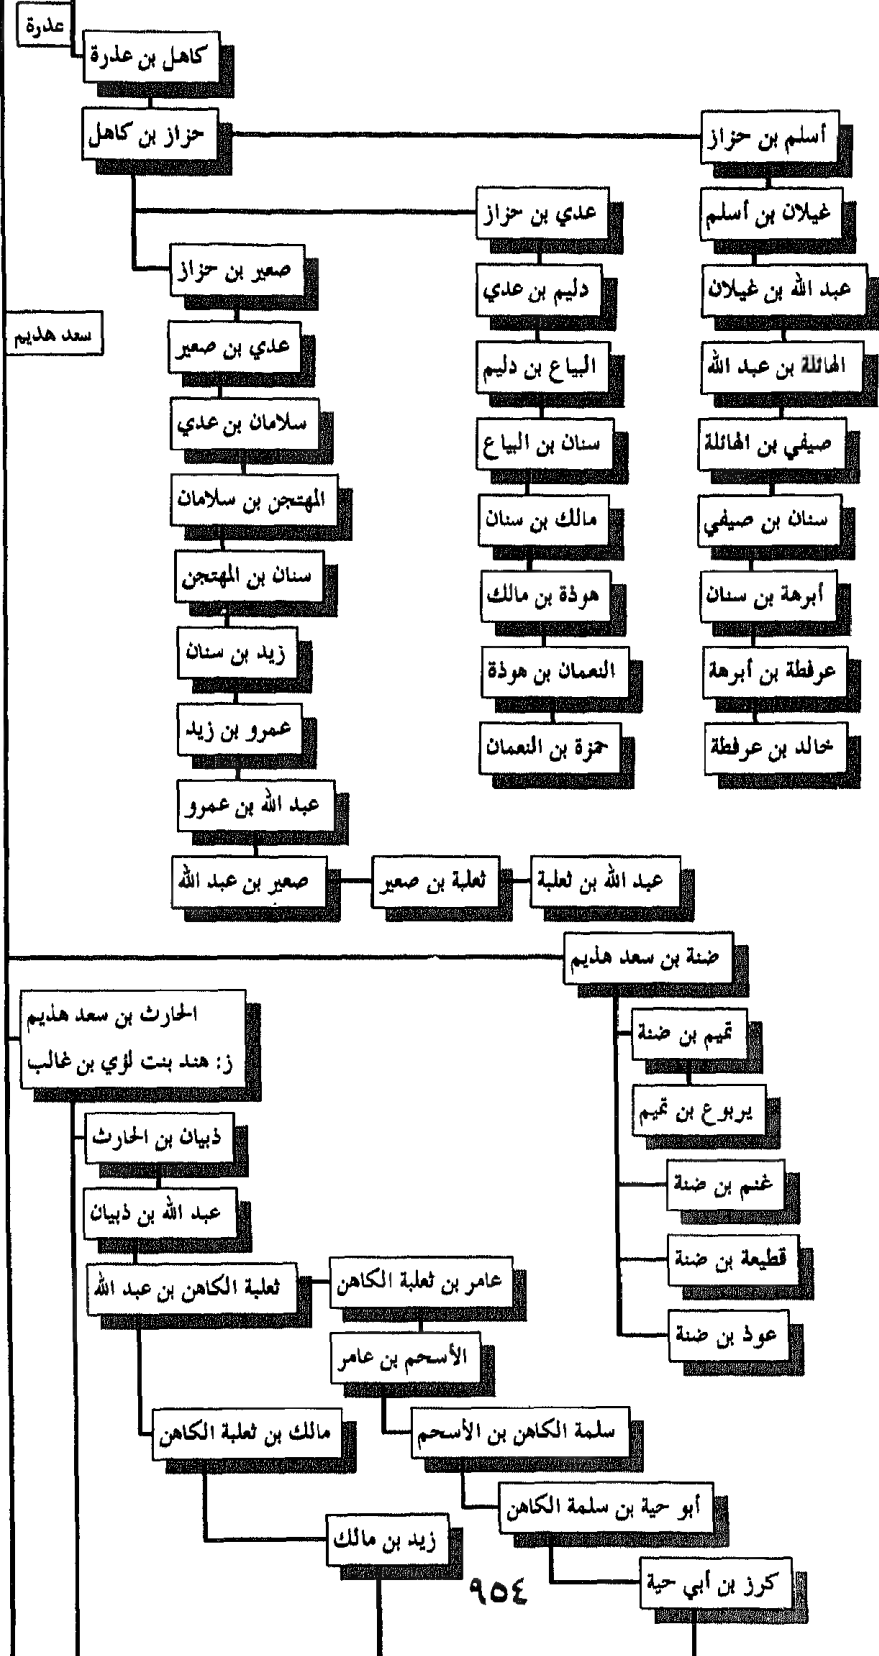 عذرة
كاهل بن عذرة
حزاز بن كاهل
أسلم بن حزاز
غيلان بن أسلم
عبد الله بن غيلان
الهائلة بن عبد الله
صيفي بن الهائلة
سنان بن صيفي
أبرهة بن سنان
عرفطة بن أبرهة
خالد بن عرفطة
عدي بن حزاز
دليم بن عدي
البياع بن دليم
سنان بن البياع
مالك بن سنان
هوذة بن مالك
النعمان بن هوذة
حمزة بن النعمان
صعير بن حزاز
عدي بن صعير
سلامان بن عدي
المهتجن بن سلامان
سنان بن المهتجن
زيد بن سنان
عمرو بن زيد
عبد الله بن عمرو
صعير بن عبد الله
ثعلبة بن صعير
عبد الله بن ثعلبة
سعد هذيم
ضنة بن سعد هذيم
تميم بن ضنة
يربوع بن تميم
غنم بن ضنة
قطيعة بن ضنة
عوذ بن ضنة
الحارث بن سعد هذيم
ز: هند بنت لؤي بن غالب
ذبيان بن الحارث
عبد الله بن ذبيان
ثعلبة الكاهن بن عبد الله
عامر بن ثعلبة الكاهن
الأسحم بن عامر
سلمة الكاهن بن الأسحم
أبو حية بن سلمة الكاهن
كرز بن أبي حية
مالك بن ثعلبة الكاهن
زيد بن مالك
٩٥٤